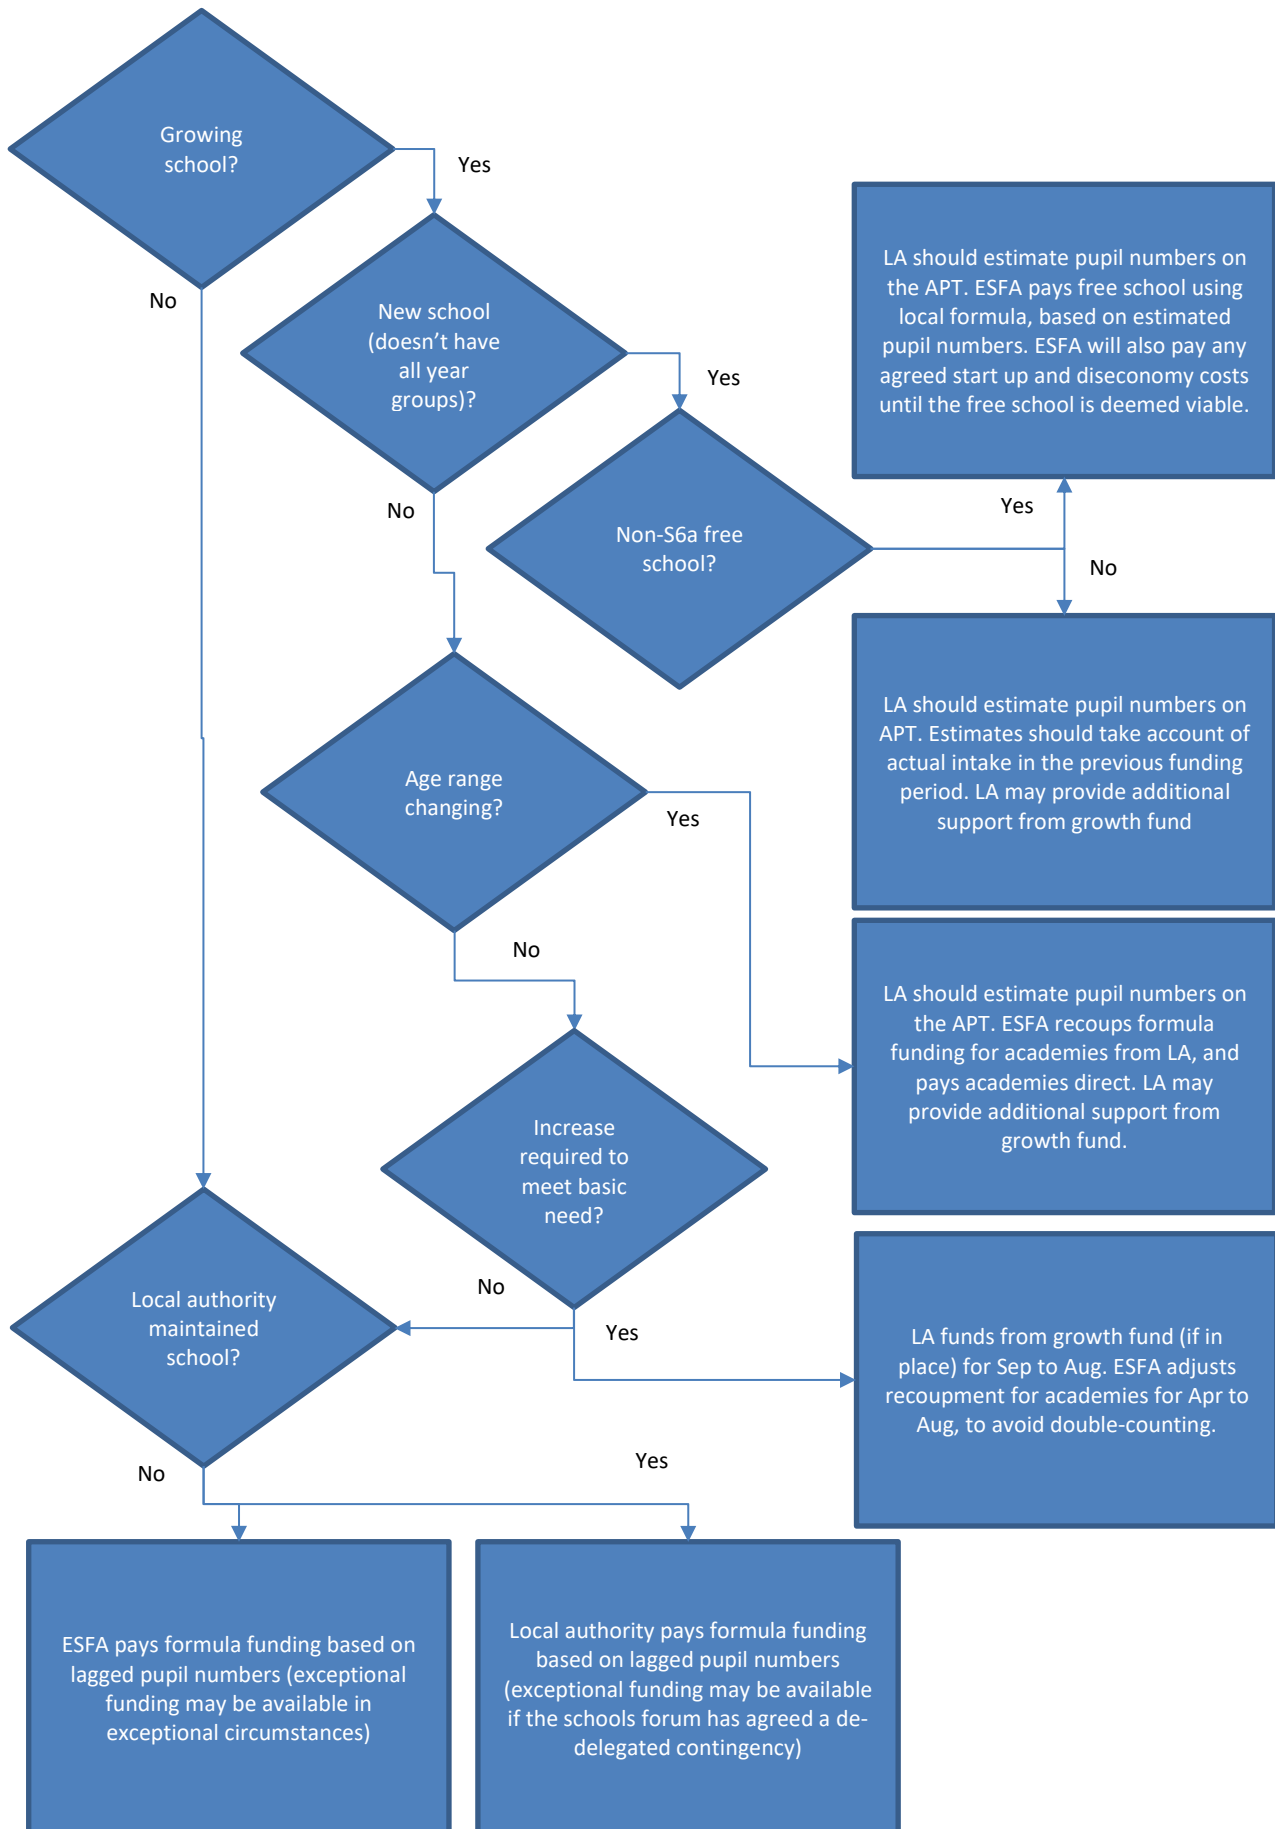 Growing
school?
Yes
No
New school
(doesn't have
all year
groups)?
Yes
No
LA should estimate pupil numbers on
the APT. ESFA pays free school using
local formula, based on estimated
pupil numbers. ESFA will also pay any
agreed start up and diseconomy costs
until the free school is deemed viable.
Non-S6a free
school?
Yes
No
LA should estimate pupil numbers on
APT. Estimates should take account of
actual intake in the previous funding
period. LA may provide additional
support from growth fund
Age range
changing?
Yes
No
LA should estimate pupil numbers on
the APT. ESFA recoups formula
funding for academies from LA, and
pays academies direct. LA may
provide additional support from
growth fund.
Increase
required to
meet basic
need?
No
Yes
LA funds from growth fund (if in
place) for Sep to Aug. ESFA adjusts
recoupment for academies for Apr to
Aug, to avoid double-counting.
Local authority
maintained
school?
No
Yes
ESFA pays formula funding based on
lagged pupil numbers (exceptional
funding may be available in
exceptional circumstances)
Local authority pays formula funding
based on lagged pupil numbers
(exceptional funding may be available
if the schools forum has agreed a de-
delegated contingency)